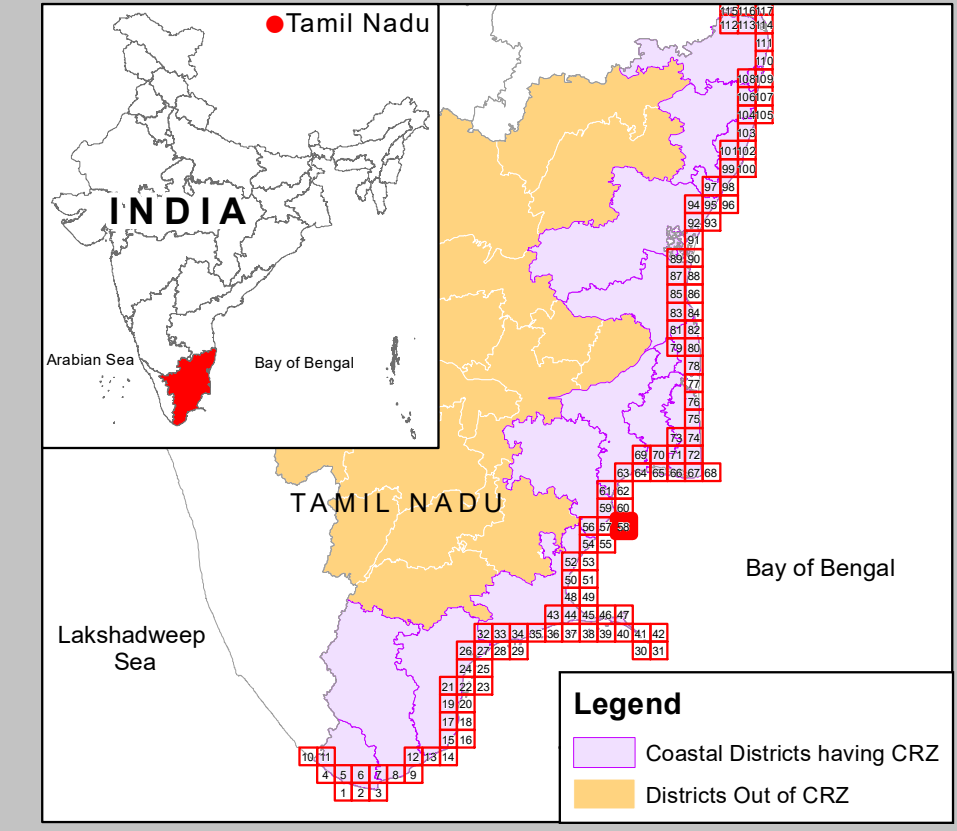 Tamil Nadu
INDIA
Arabian Sea
Bay of Bengal
115 116 117
112 113 114
111
110
108 109
106 107
104 105
103
101 102
99 100
97 98
94 95 96
92 93
91
89 90
87 88
85 86
83 84
81 82
79 80
78
77
76
75
73 74
69 70 71 72
63 64 65 66 67 68
61 62
59 60
TAMIL NADU
56 57 58
54 55
52 53
Bay of Bengal
50 51
48 49
43 44 45 46 47
Lakshadweep
Sea
32 33 34 35 36 37 38 39 40 41 42
26 27 28 29 30 31
24 25
21 22 23
19 20
17 18
15 16
10 11 12 13 14
4 5 6 7 8 9
1 2 3
Legend
Coastal Districts having CRZ
Districts Out of CRZ